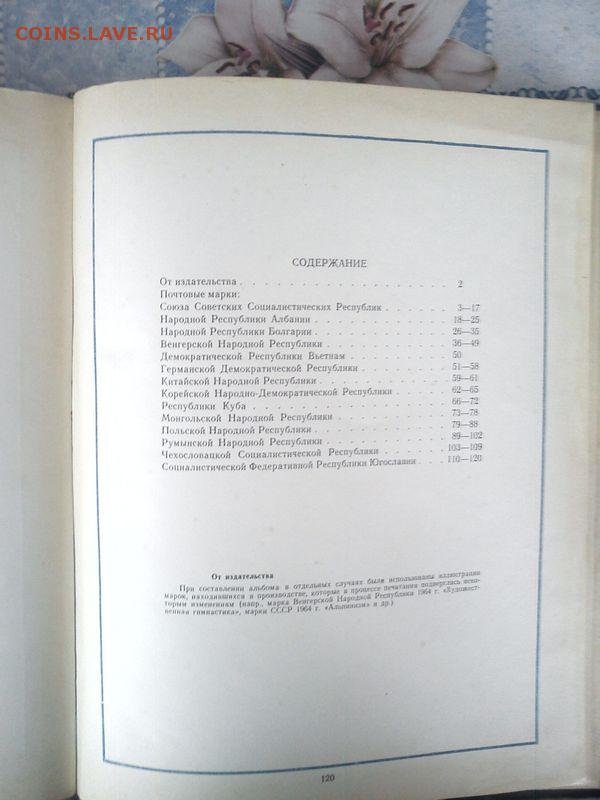 COINS.LAVE.RU
СОДЕРЖАНИЕ
От издательства . . . . . . . . . . . . . . . . 2
Почтовые марки:
Союза Советских Социалистических Республик . . . . . 3—17
Народной Республики Албании . . . . . . . . . . 18—25
Народной Республики Болгарии . . . . . . . . . . 26—35
Венгерской Народной Республики . . . . . . . . . 36—49
Демократической Республики Вьетнам . . . . . . . . 50
Германской Демократической Республики . . . . . . . 51—58
Китайской Народной Республики . . . . . . . . . . 59—61
Корейской Народно-Демократической Республики . . . . 62—65
Республики Куба . . . . . . . . . . . . . . . 66—72
Монгольской Народной Республики . . . . . . . . . 73—78
Польской Народной Республики . . . . . . . . . . 79—88
Румынской Народной Республики . . . . . . . . . 89—102
Чехословацкой Социалистической Республики . . . . . 103—109
Социалистической Федеративной Республики Югославии . . . 110—120
От издательства
При составлении альбома в отдельных случаях были использованы иллюстрации
марок, находившихся в производстве, которые в процессе печатания подверглись неко-
торым изменениям (напр., марка Венгерской Народной Республики 1964 г. «Художест-
венная гимнастика», марки СССР 1964 г. «Альпинизм» и др.)
120